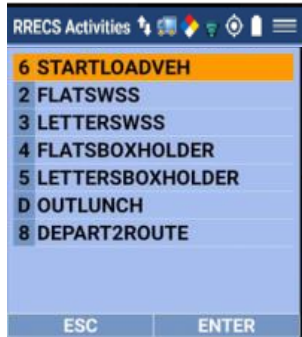 RRECS Activities
6 STARTLOADVEH
2 FLATSWSS
3 LETTERSWSS
4 FLATSBOXHOLDER
5 LETTERSBOXHOLDER
D OUTLUNCH
8 DEPART2ROUTE
ESC ENTER